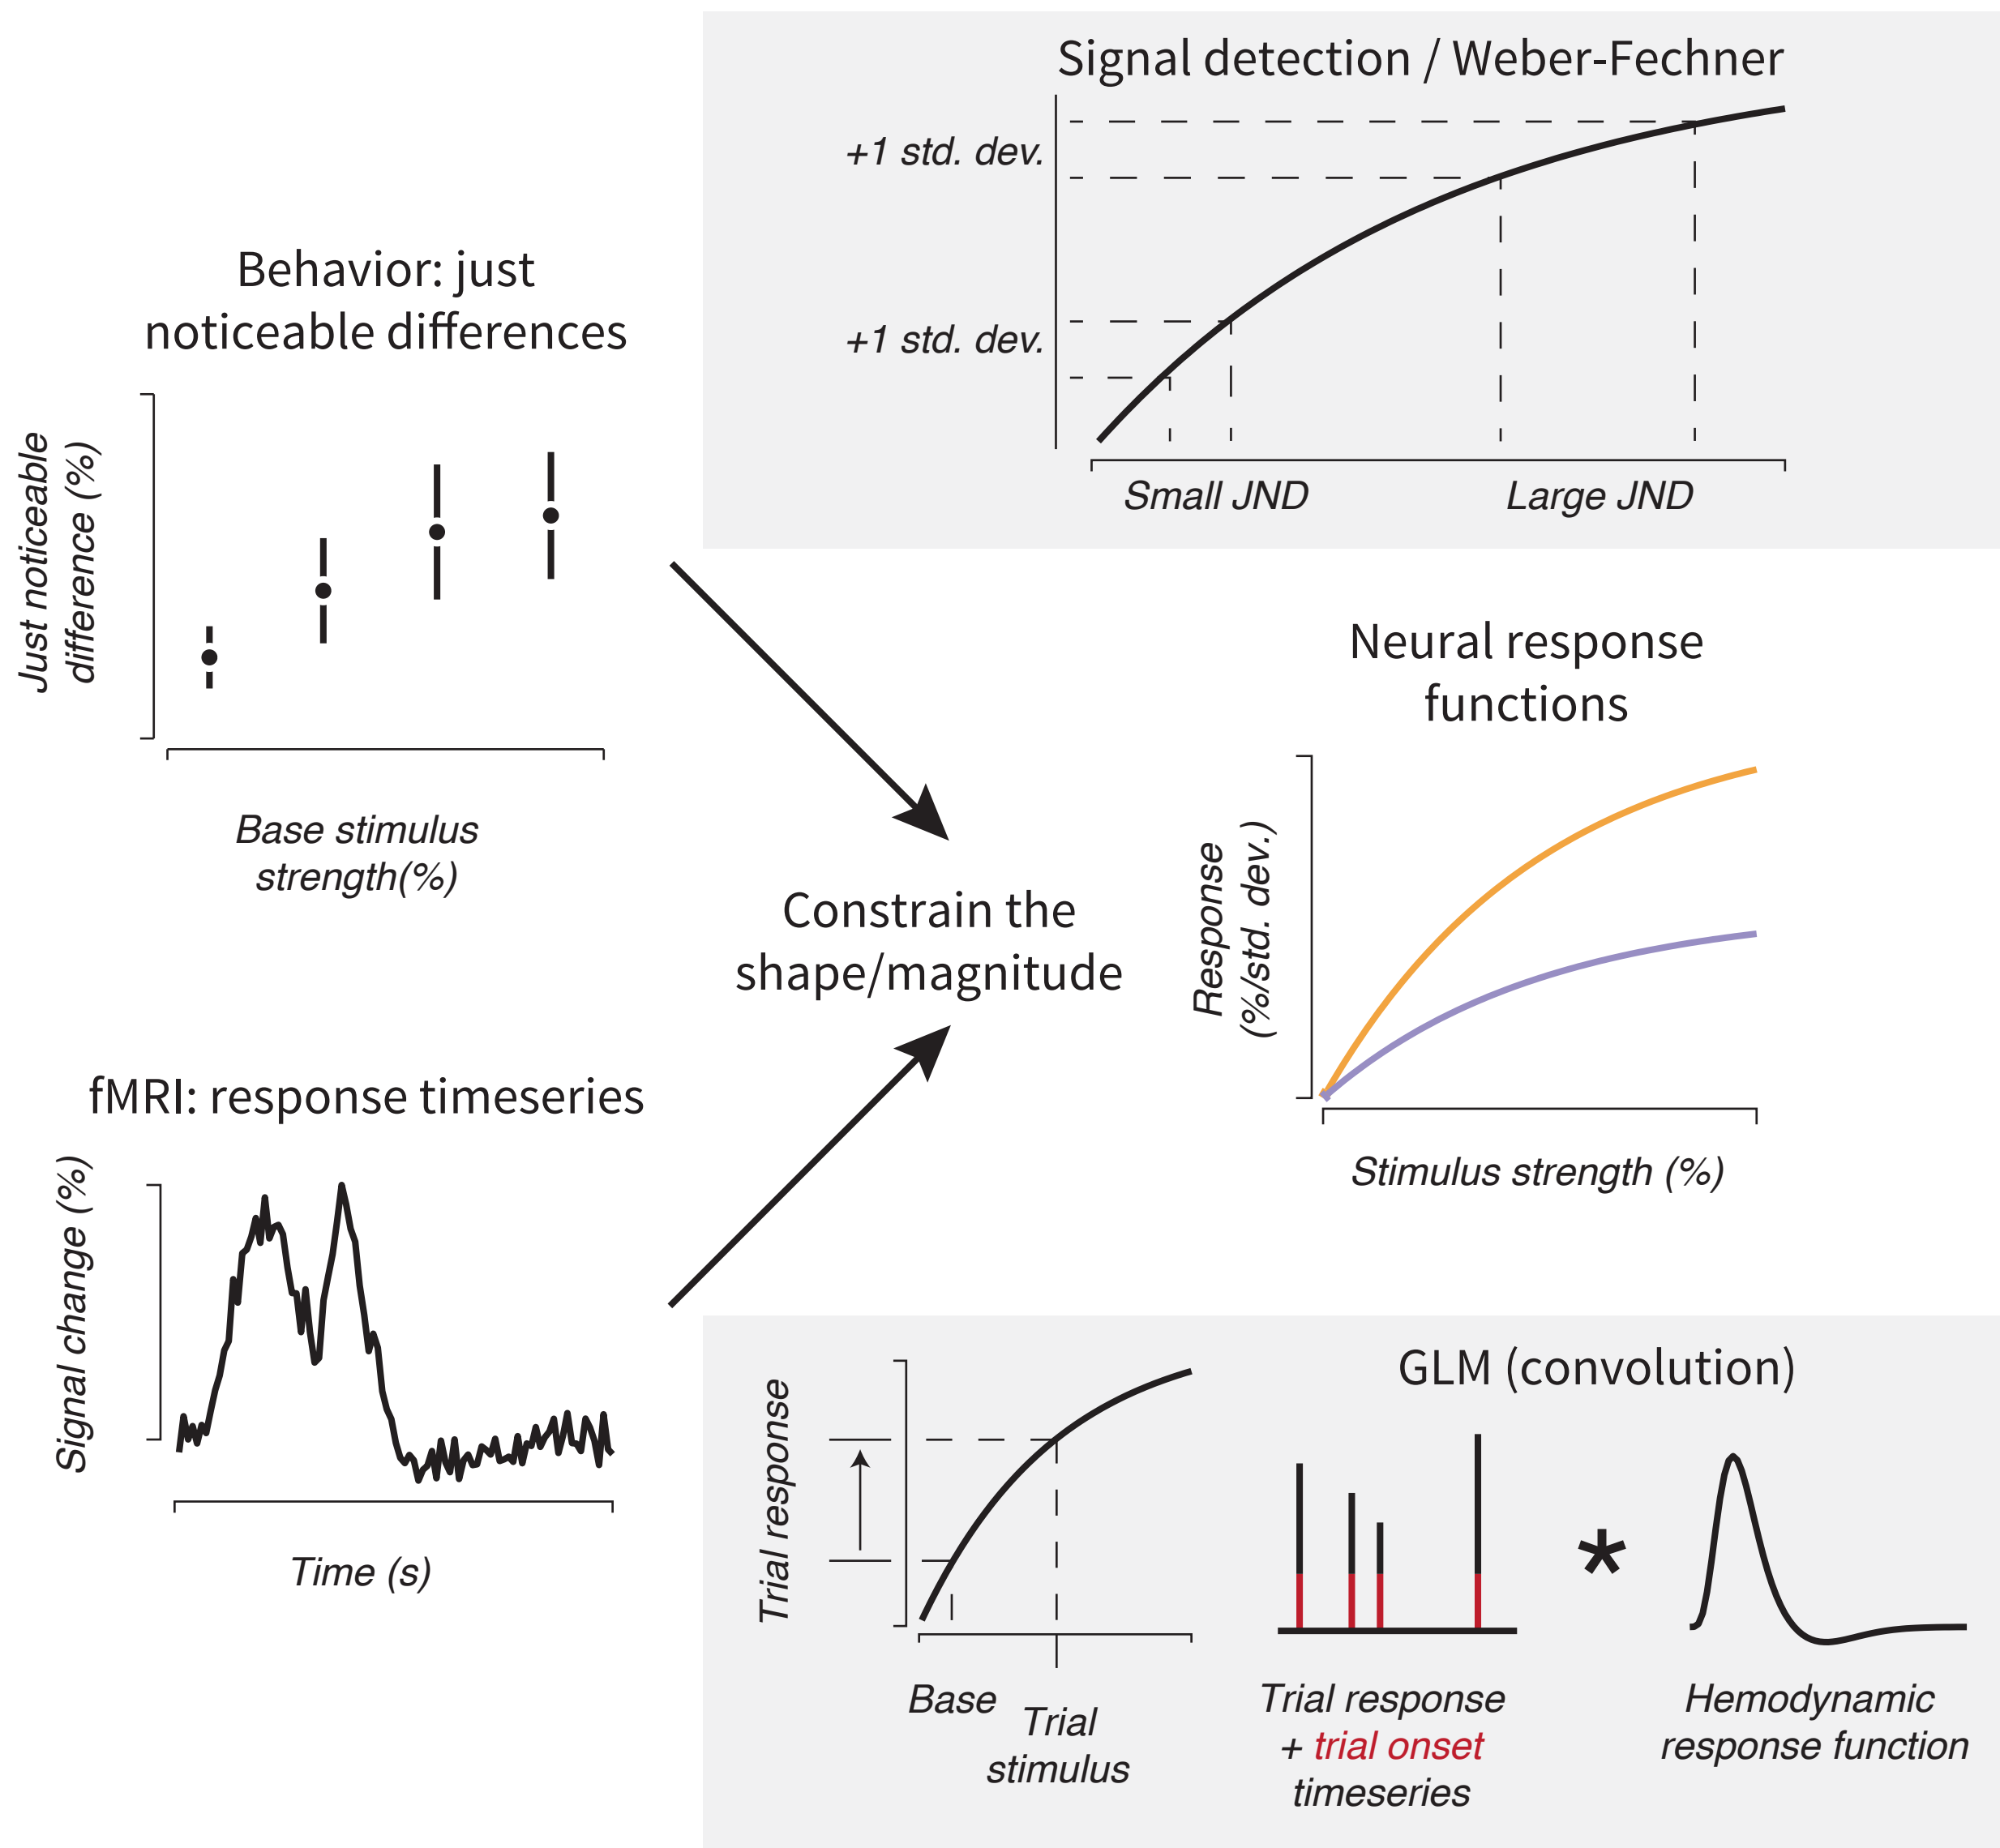 Signal detection / Weber-Fechner
+1 std. dev.
+1 std. dev.
Small JND
Large JND
Behavior: just
noticeable differences
Just noticeable
difference (%)
Base stimulus
strength(%)
Neural response
functions
Response
(%/std. dev.)
Stimulus strength (%)
Constrain the
shape/magnitude
fMRI: response timeseries
Signal change (%)
Time (s)
GLM (convolution)
Trial response
Base
Trial
stimulus
*
Trial response
+ trial onset
timeseries
Hemodynamic
response function